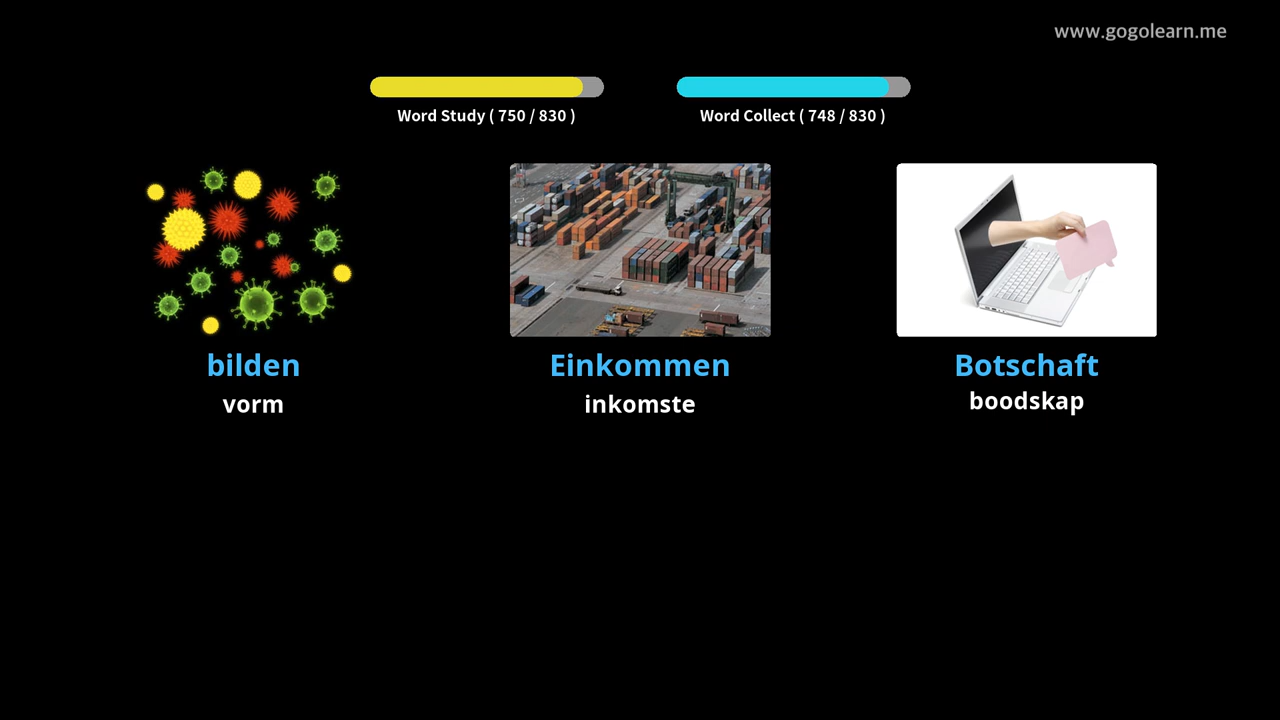 www.gogolearn.me
Word Study ( 750 / 830 )
Word Collect ( 748 / 830 )
bilden
vorm
Einkommen
inkomste
Botschaft
boodskap